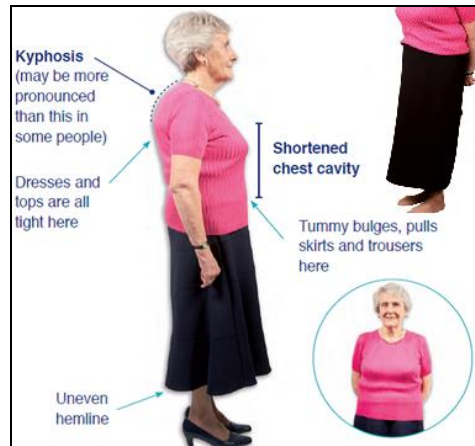 Kyphosis
(may be more
pronounced
than this in
some people)
Dresses and
tops are all
tight here
Shortened
chest cavity
Tummy bulges, pulls
skirts and trousers
here
Uneven
hemline